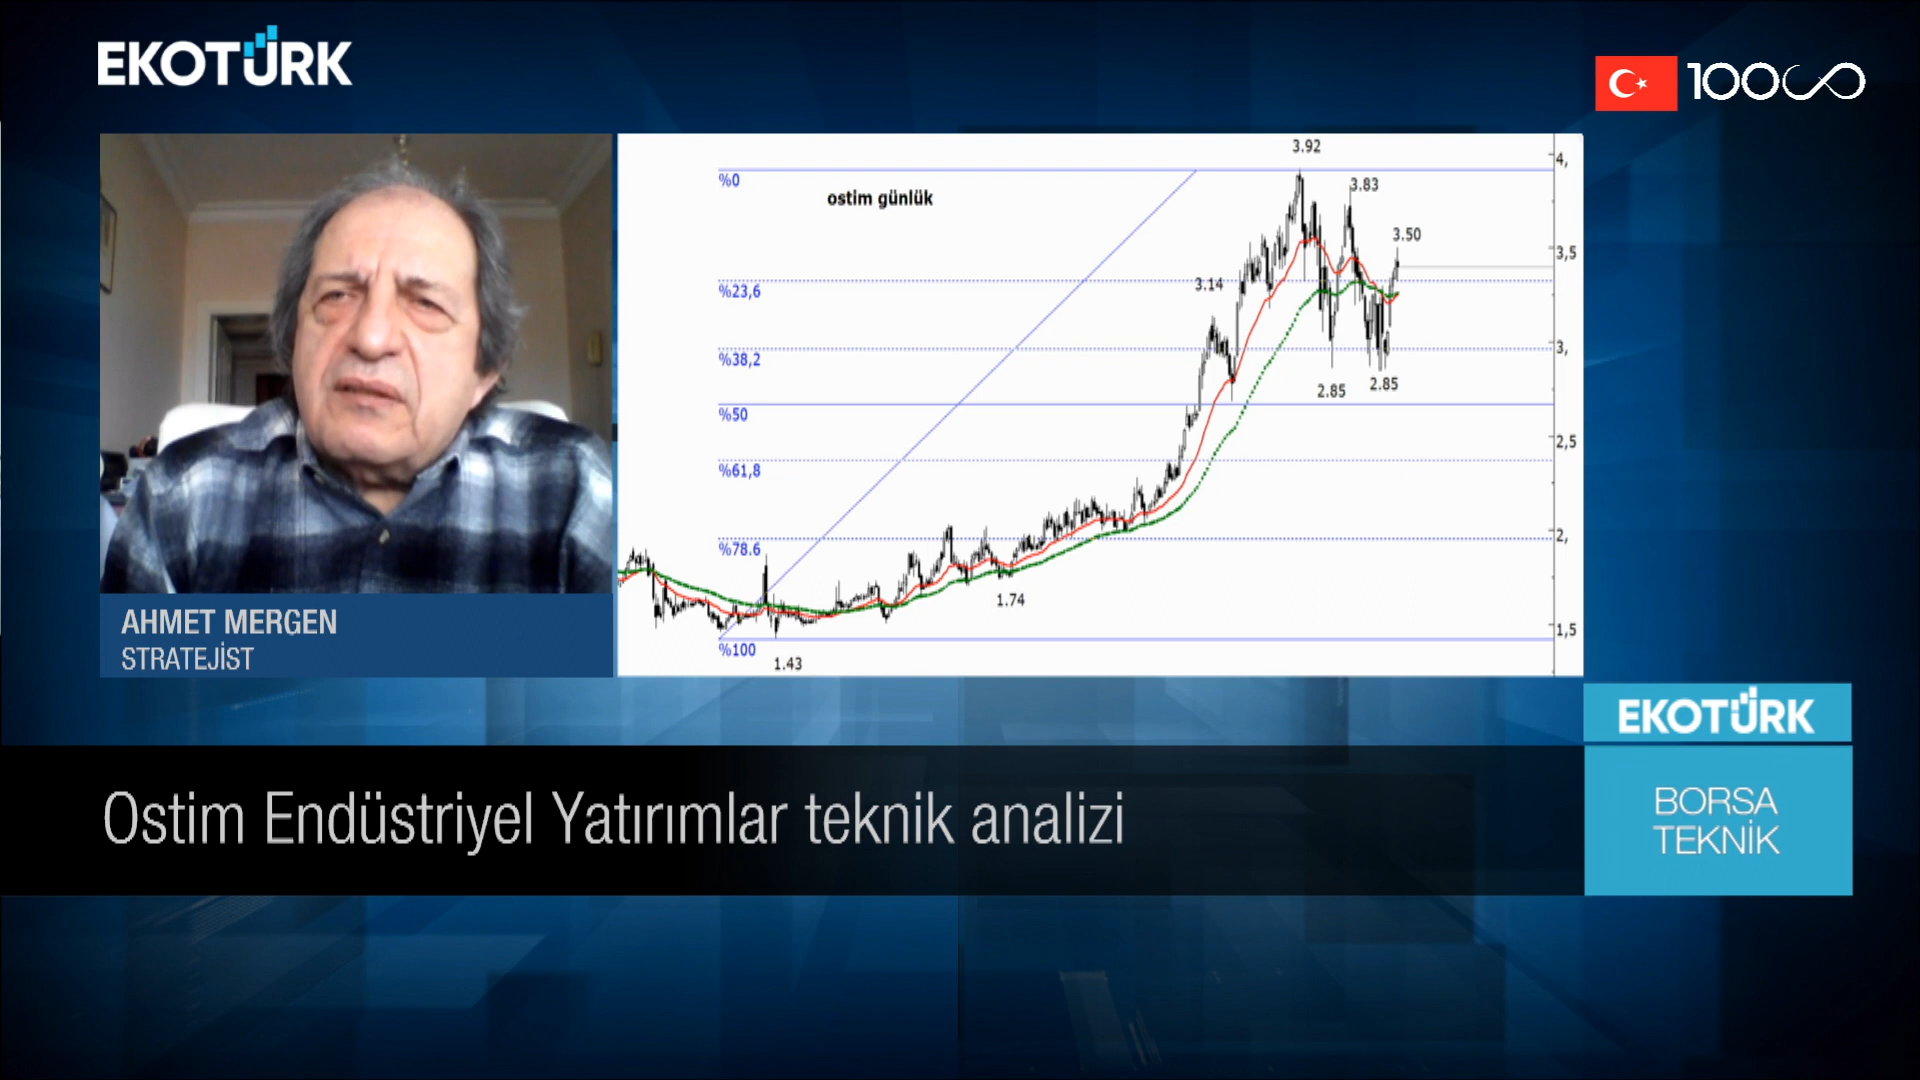 EKOTÜRK
100
3.92
4,
%0
3.83
ostim günlük
3.50
3,5
3.14
%23,6
3,
%38,2
2.85
2.85
%50
2,5
%61,8
2,
%78.6
1.74
1,5
%100
1.43
AHMET MERGEN
STRATEJİST
EKOTÜRK
Ostim Endüstriyel Yatırımlar teknik analizi
BORSA
TEKNİK